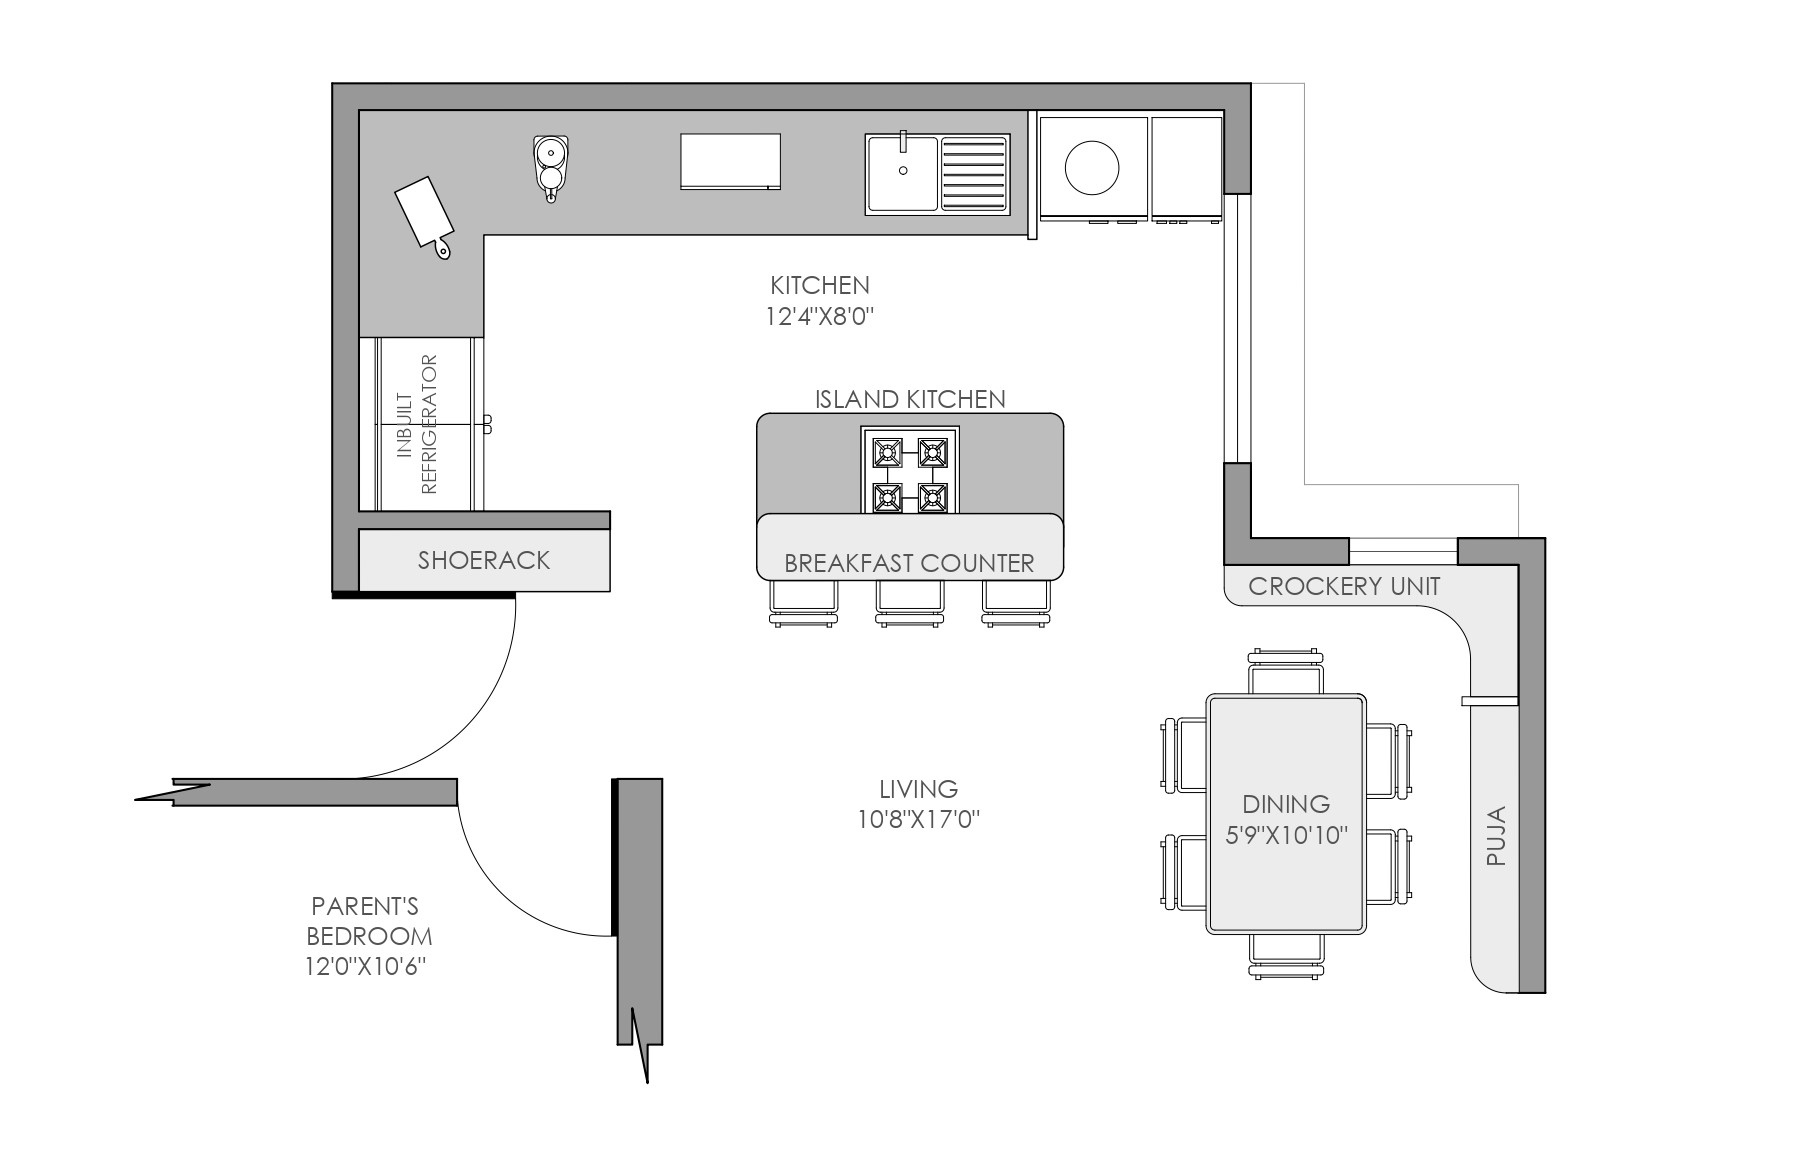 KITCHEN
12'4"X8'0"
INBUILT
REFRIGERATOR
ISLAND KITCHEN
SHOERACK
BREAKFAST COUNTER
CROCKERY UNIT
LIVING
10'8"X17'0"
DINING
5'9"X10'10"
PUJA
PARENT'S
BEDROOM
12'0"X10'6"